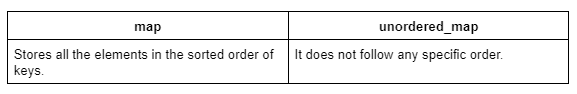 map
unordered_map
Stores all the elements in the sorted order of
keys.
It does not follow any specific order.